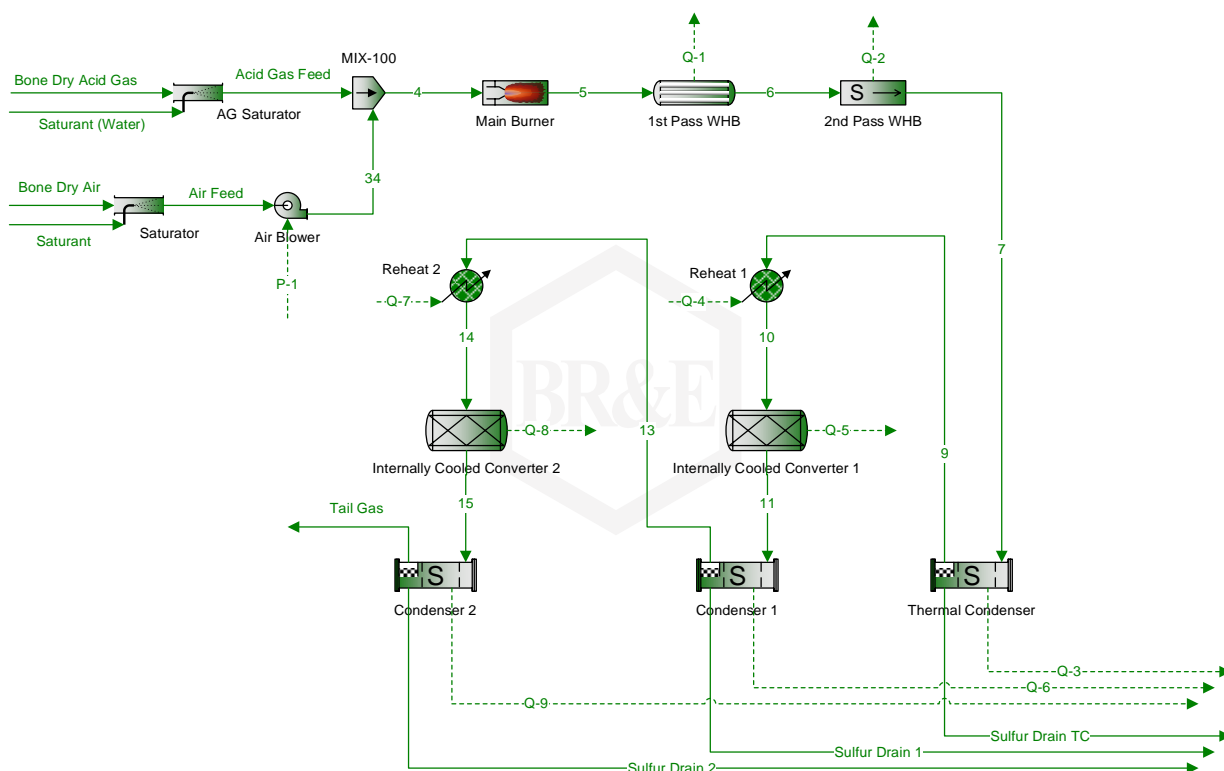 MIX-100
Q-1
Q-2
Bone Dry Acid Gas
Acid Gas Feed
4
5
6
Saturant (Water)
AG Saturator
Main Burner
1st Pass WHB
S
2nd Pass WHB
34
Bone Dry Air
Air Feed
Saturant
Saturator
Air Blower
7
P-1
Reheat 2
Reheat 1
Q-7
Q-4
14
10
BR&E
Q-8
13
Q-5
9
Internally Cooled Converter 2
Internally Cooled Converter 1
15
11
Tail Gas
S
S
S
Condenser 2
Condenser 1
Thermal Condenser
Q-3
Q-6
Q-9
Sulfur Drain TC
Sulfur Drain 1
Sulfur Drain 2